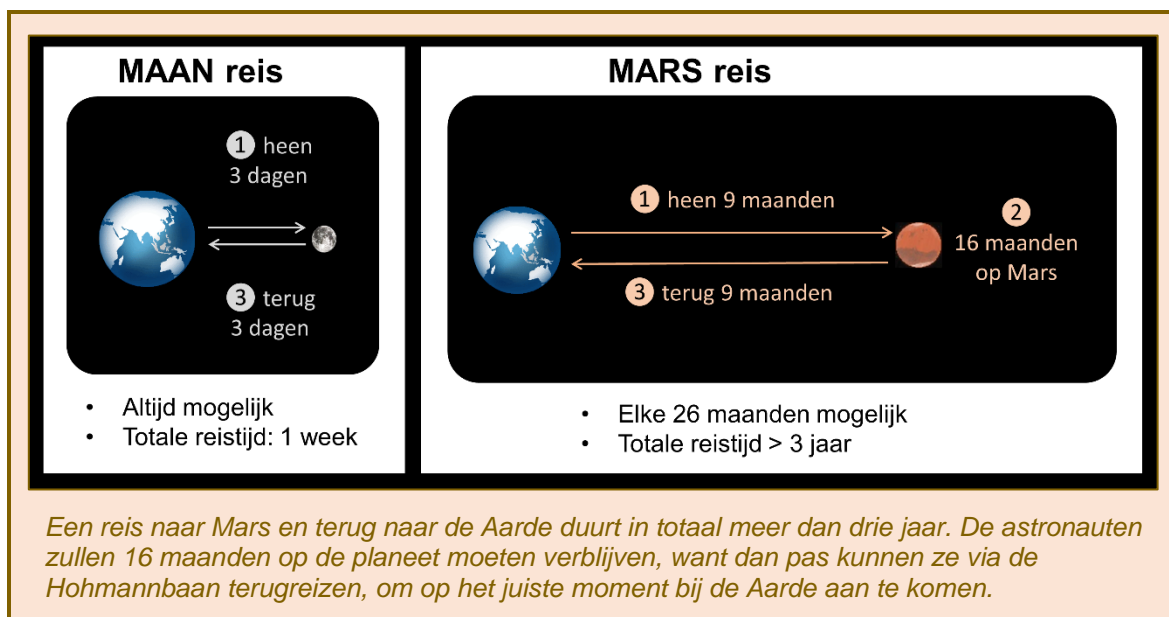 MAAN reis
1 heen
3 dagen
3 terug
3 dagen
• Altijd mogelijk
• Totale reistijd: 1 week
MARS reis
1 heen 9 maanden
2
16 maanden
op Mars
3 terug 9 maanden
• Elke 26 maanden mogelijk
• Totale reistijd > 3 jaar
Een reis naar Mars en terug naar de Aarde duurt in totaal meer dan drie jaar. De astronauten
zullen 16 maanden op de planeet moeten verblijven, want dan pas kunnen ze via de
Hohmannbaan terugreizen, om op het juiste moment bij de Aarde aan te komen.